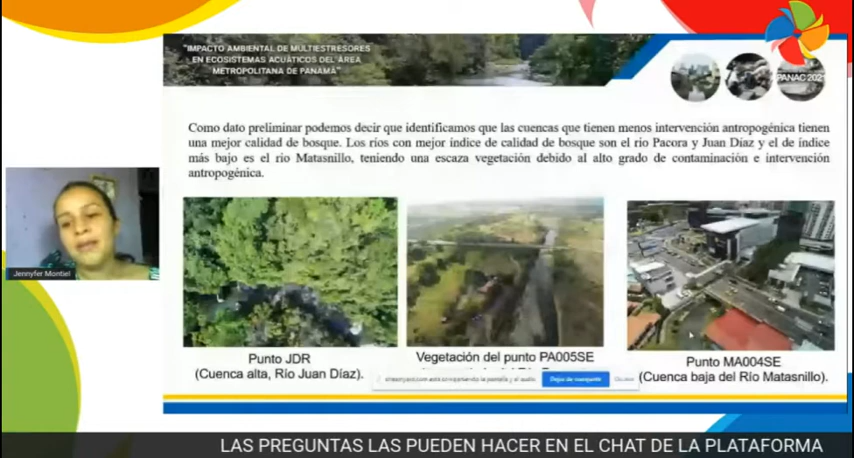 "IMPACTO AMBIENTAL DE MULTIESTRESORES
EN ECOSISTEMAS ACUÁTICOS DEL ÁREA
METROPOLITANA DE PANAMÁ"
PANAC 2021
Como dato preliminar podemos decir que identificamos que las cuencas que tienen menos intervención antropogénica tienen
una mejor calidad de bosque. Los ríos con mejor índice de calidad de bosque son el río Pacora y Juan Díaz y el de índice
más bajo es el río Matasnillo, teniendo una escaza vegetación debido al alto grado de contaminación e intervención
antropogénica.
Jennyfer Montiel
Punto JDR
(Cuenca alta, Río Juan Díaz).
Vegetación del punto PA005SE
Punto MA004SE
(Cuenca baja del Río Matasnillo).
Dejar de compartir
Ocultar
LAS PREGUNTAS LAS PUEDEN HACER EN EL CHAT DE LA PLATAFORMA